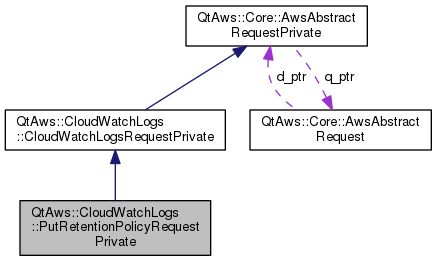 QtAws::Core::AwsAbstract
RequestPrivate
d_ptr
q_ptr
QtAws::CloudWatchLogs
::CloudWatchLogsRequestPrivate
QtAws::Core::AwsAbstract
Request
QtAws::CloudWatchLogs
::PutRetentionPolicyRequest
Private